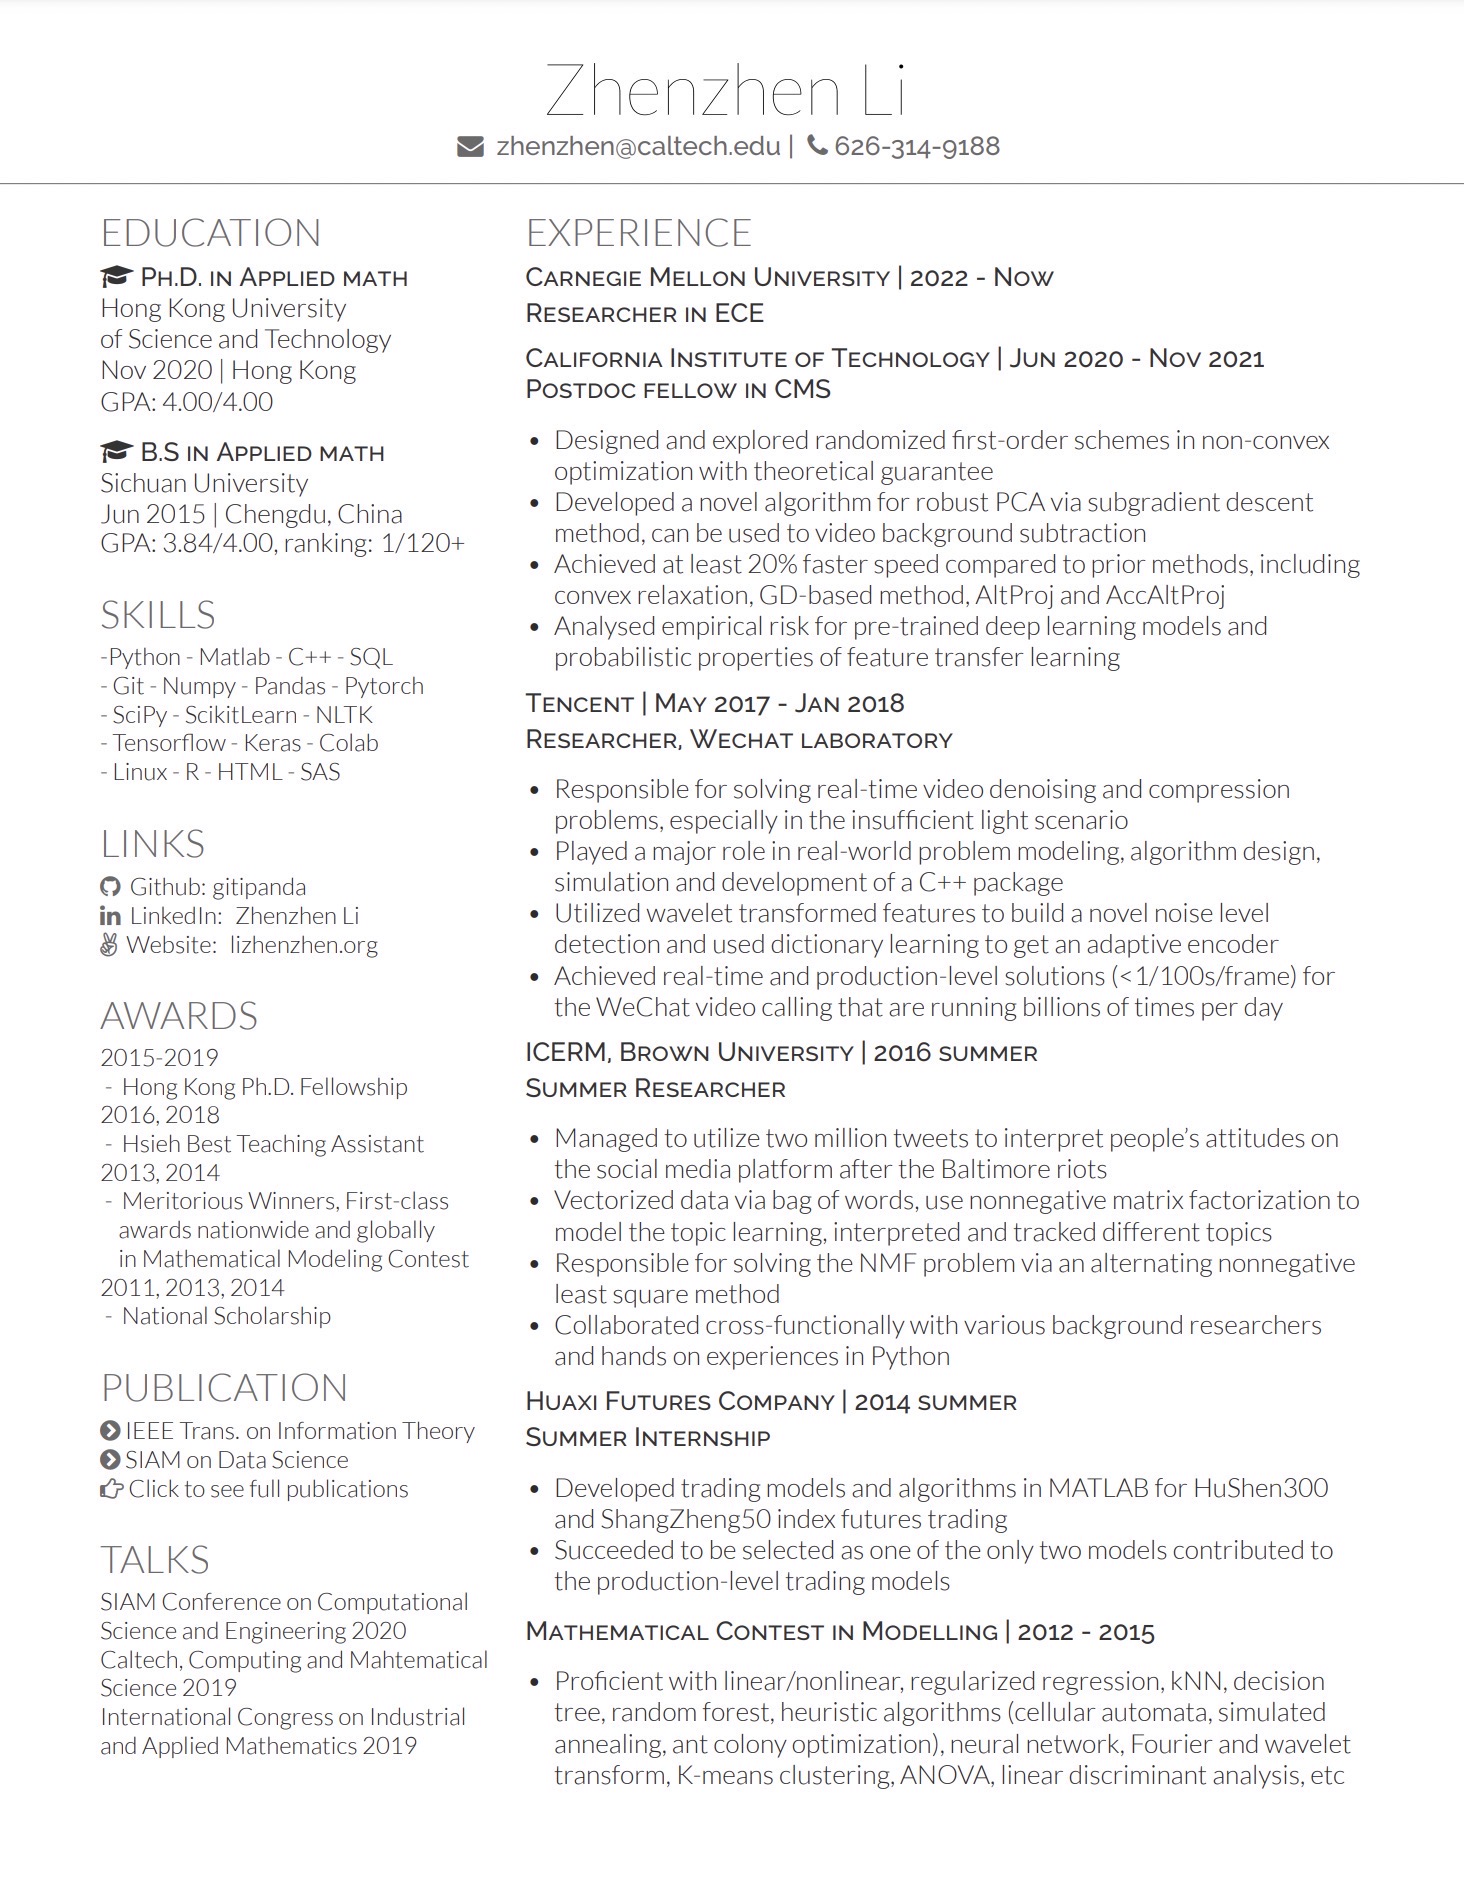 Zhenzhen Li
zhenzhen@caltech.edu | 626-314-9188
EDUCATION
Ph.D. in Applied math
Hong Kong University
of Science and Technology
Nov 2020 | Hong Kong
GPA: 4.00/4.00
B.S in Applied math
Sichuan University
Jun 2015 | Chengdu, China
GPA: 3.84/4.00, ranking: 1/120+
SKILLS
-Python - Matlab - C++ - SQL
- Git - Numpy - Pandas - Pytorch
- SciPy - ScikitLearn - NLTK
- Tensorflow - Keras - Colab
- Linux - R - HTML - SAS
LINKS
Github: gitipanda
LinkedIn: Zhenzhen Li
Website: lizhenzhen.org
AWARDS
2015-2019
- Hong Kong Ph.D. Fellowship
2016, 2018
- Hsieh Best Teaching Assistant
2013, 2014
- Meritorious Winners, First-class
awards nationwide and globally
in Mathematical Modeling Contest
2011, 2013, 2014
- National Scholarship
PUBLICATION
IEEE Trans. on Information Theory
SIAM on Data Science
Click to see full publications
TALKS
SIAM Conference on Computational
Science and Engineering 2020
Caltech, Computing and Mahtematical
Science 2019
International Congress on Industrial
and Applied Mathematics 2019
EXPERIENCE
Carnegie Mellon University | 2022 - Now
Researcher in ECE
California Institute of Technology | Jun 2020 - Nov 2021
Postdoc fellow in CMS
• Designed and explored randomized first-order schemes in non-convex
optimization with theoretical guarantee
• Developed a novel algorithm for robust PCA via subgradient descent
method, can be used to video background subtraction
• Achieved at least 20% faster speed compared to prior methods, including
convex relaxation, GD-based method, AltProj and AccAltProj
• Analysed empirical risk for pre-trained deep learning models and
probabilistic properties of feature transfer learning
Tencent | May 2017 - Jan 2018
Researcher, Wechat laboratory
• Responsible for solving real-time video denoising and compression
problems, especially in the insufficient light scenario
• Played a major role in real-world problem modeling, algorithm design,
simulation and development of a C++ package
• Utilized wavelet transformed features to build a novel noise level
detection and used dictionary learning to get an adaptive encoder
• Achieved real-time and production-level solutions (<1/100s/frame) for
the WeChat video calling that are running billions of times per day
ICERM, Brown University | 2016 summer
Summer Researcher
• Managed to utilize two million tweets to interpret people's attitudes on
the social media platform after the Baltimore riots
• Vectorized data via bag of words, use nonnegative matrix factorization to
model the topic learning, interpreted and tracked different topics
• Responsible for solving the NMF problem via an alternating nonnegative
least square method
• Collaborated cross-functionally with various background researchers
and hands on experiences in Python
Huaxi Futures Company | 2014 summer
Summer Internship
• Developed trading models and algorithms in MATLAB for HuShen300
and ShangZheng50 index futures trading
• Succeeded to be selected as one of the only two models contributed to
the production-level trading models
Mathematical Contest in Modelling | 2012 - 2015
• Proficient with linear/nonlinear, regularized regression, kNN, decision
tree, random forest, heuristic algorithms (cellular automata, simulated
annealing, ant colony optimization), neural network, Fourier and wavelet
transform, K-means clustering, ANOVA, linear discriminant analysis, etc